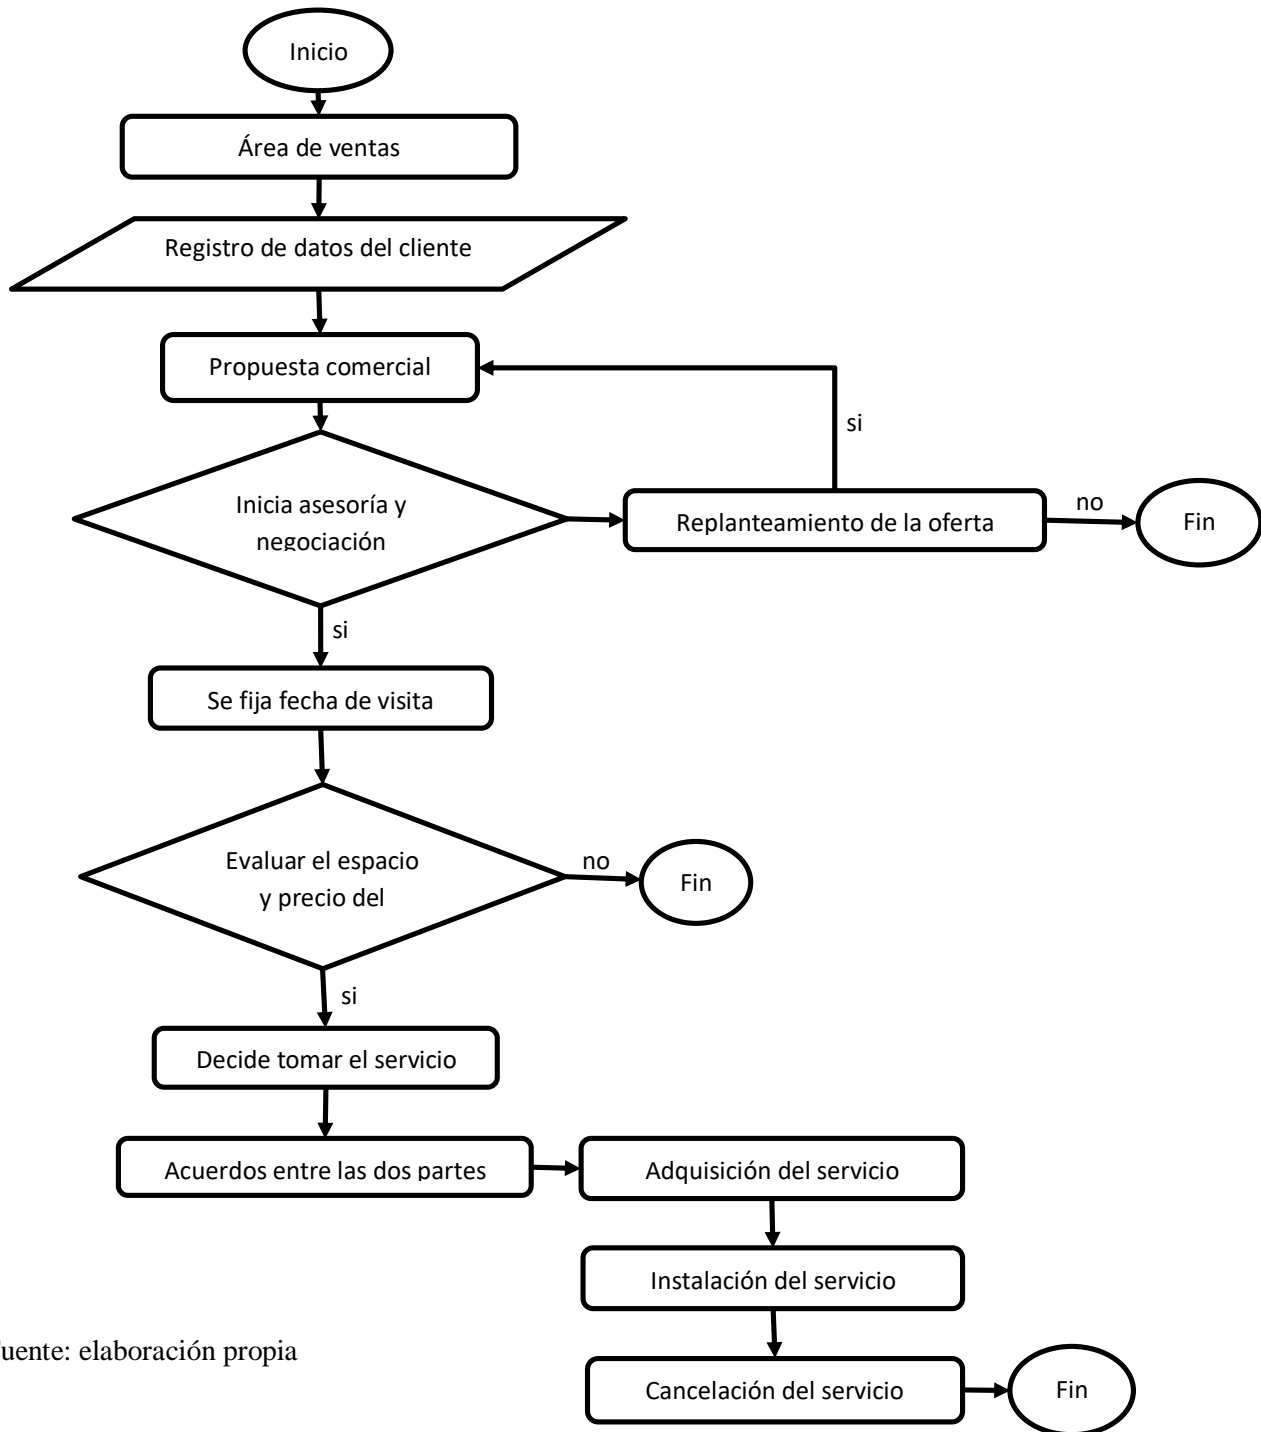 Inicio
Área de ventas
Registro de datos del cliente
Propuesta comercial
si
Inicia asesoría y
negociación
Replanteamiento de la oferta
no
Fin
si
Se fija fecha de visita
Evaluar el espacio
y precio del
no
Fin
si
Decide tomar el servicio
Acuerdos entre las dos partes
Adquisición del servicio
Instalación del servicio
uente: elaboración propia
Cancelación del servicio
Fin